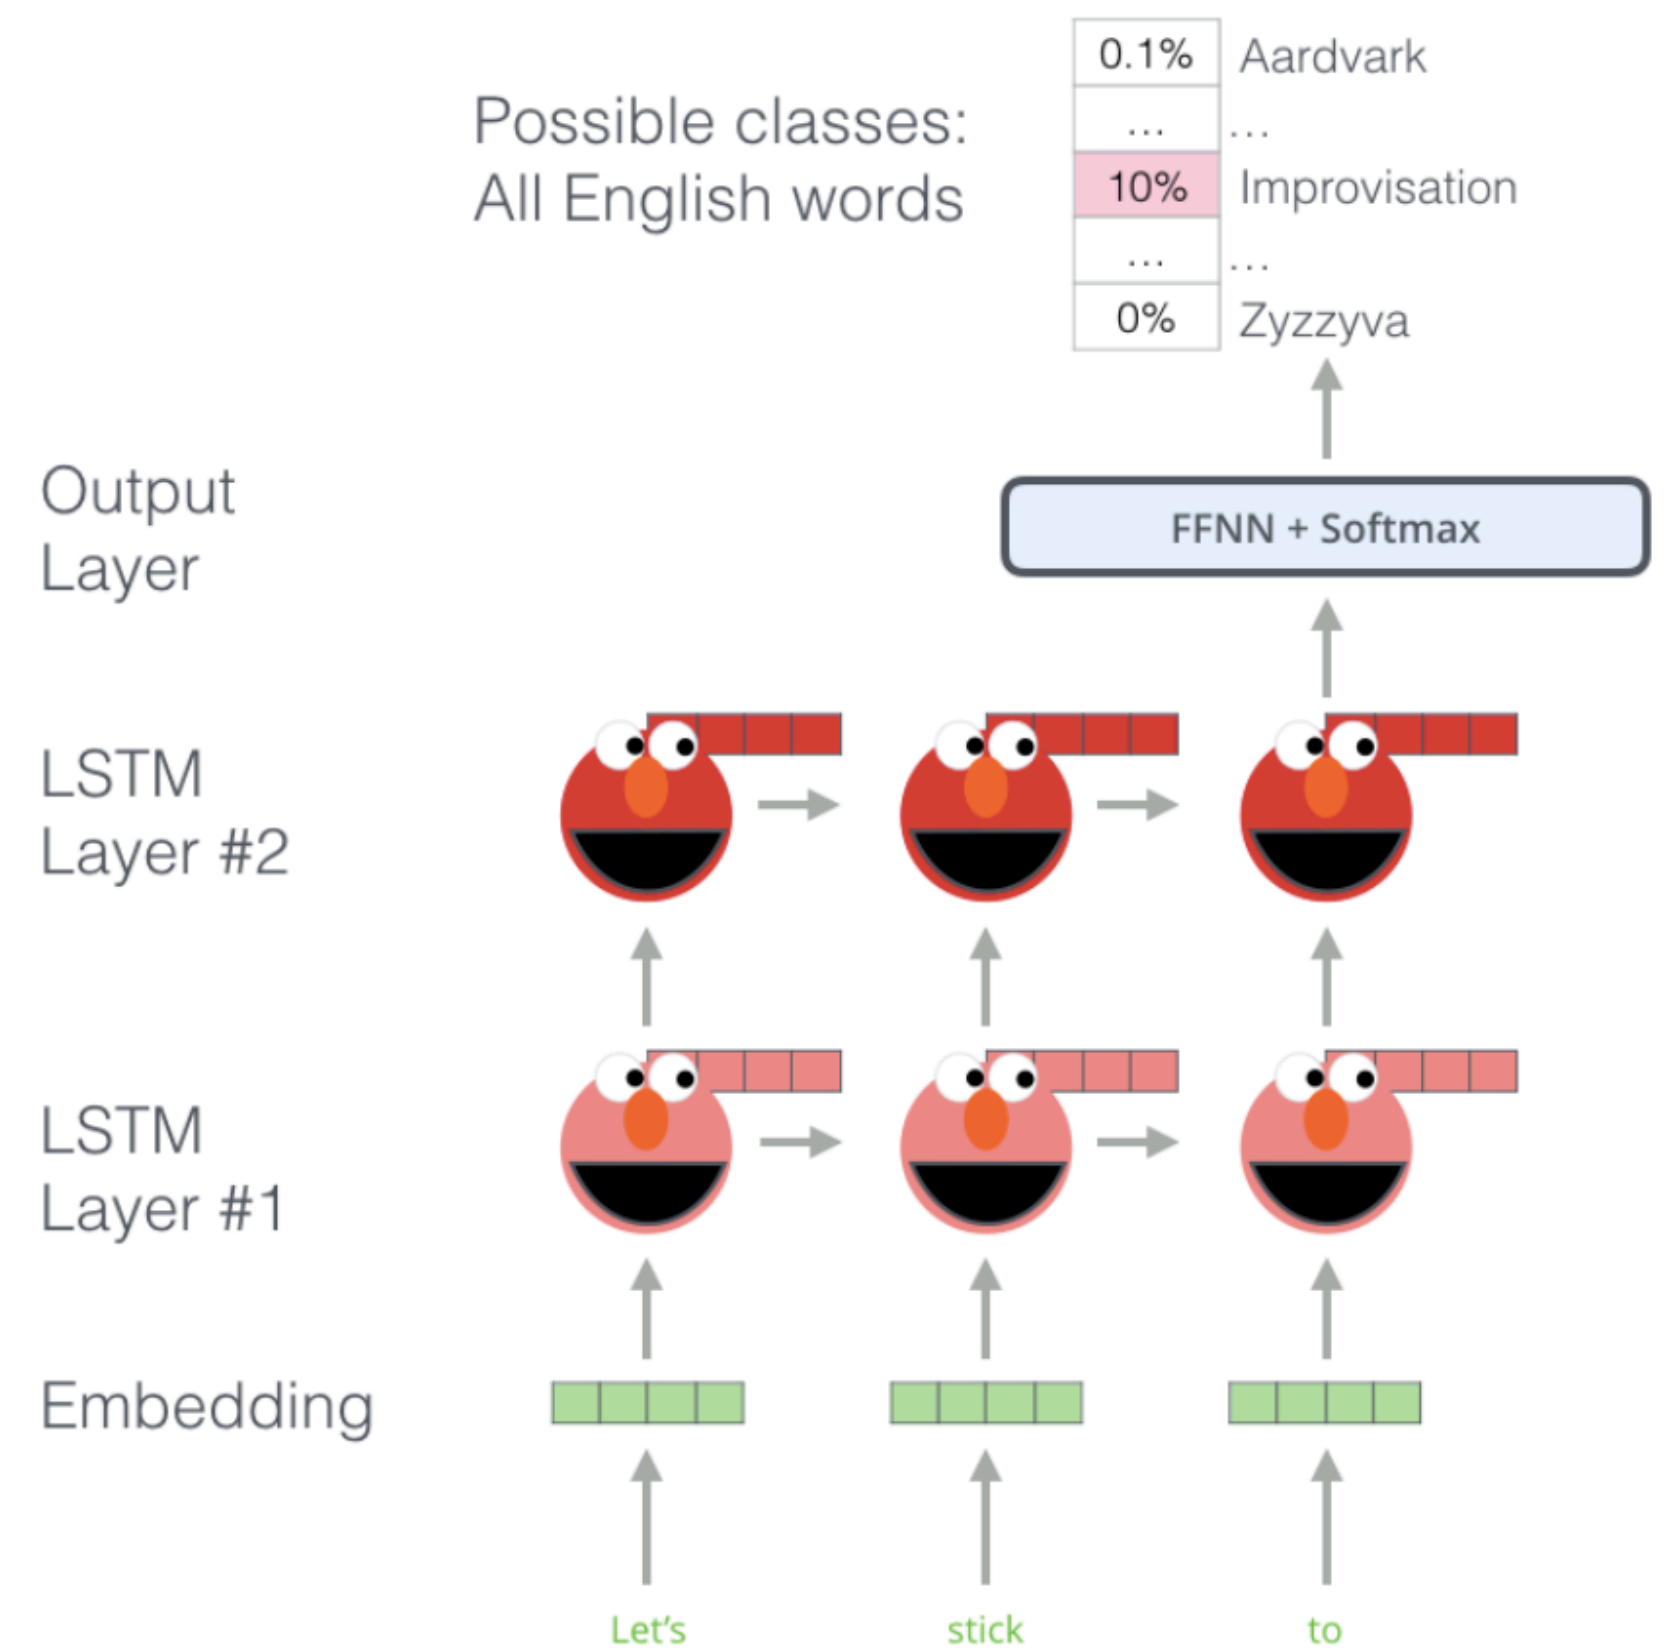 0.1% Aardvark
Possible classes:
... ...
All English words
10% Improvisation
... ...
0% Zyzzyva
Output
Layer
FFNN + Softmax
LSTM
Layer #2
LSTM
Layer #1
Embedding
Let's stick to